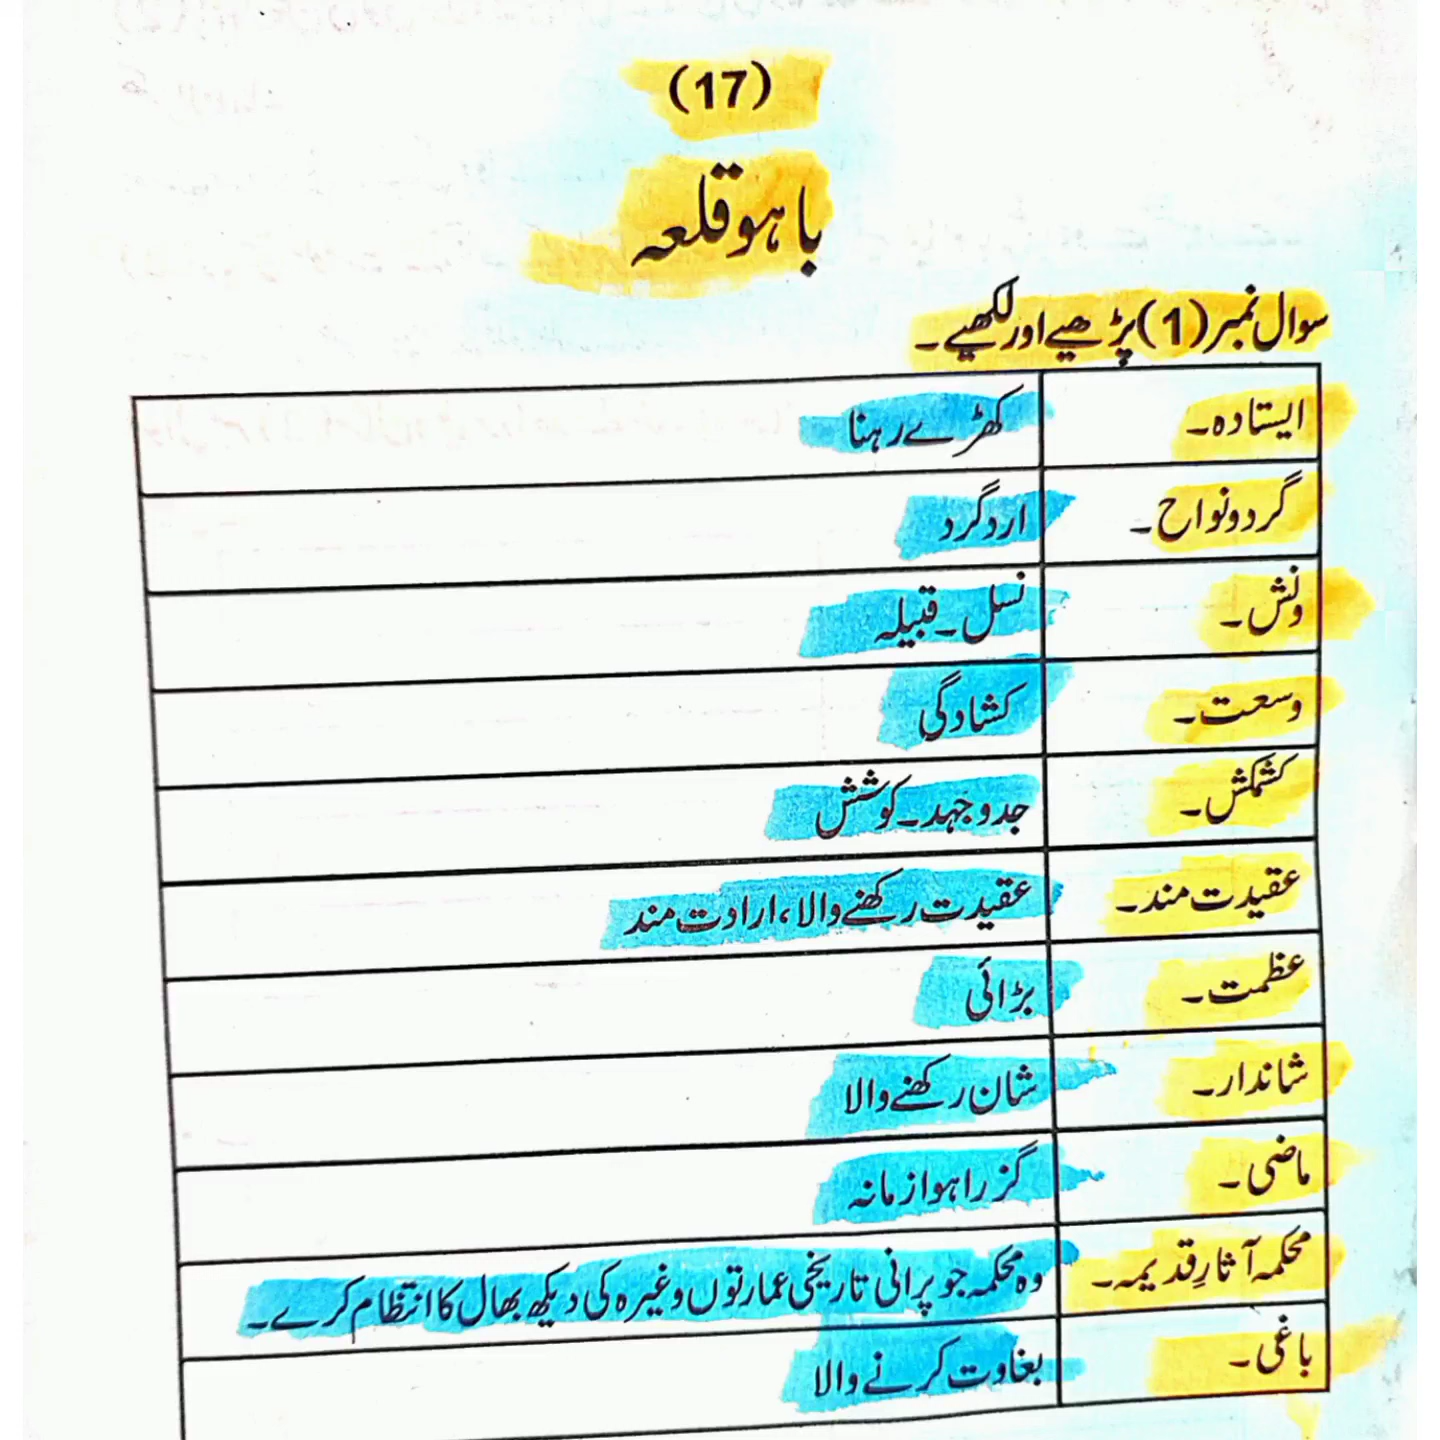 (17)
باہو قلعہ
سوال نمبر (1) پڑھیے اور لکھیے۔
ایستادہ۔ کھڑے رہنا
گردونواح۔ اردگرد
ونش۔ نسل۔قبیلہ
وسعت۔ کشادگی
کشمکش۔ جدوجہد۔کوشش
عقیدت مند۔ عقیدت رکھنے والا، ارادت مند
عظمت۔ بڑائی
شاندار۔ شان رکھنے والا
ماضی۔ گزرا ہوا زمانہ
محکمہ آثارِ قدیمہ۔ وہ محکمہ جو پرانی تاریخی عمارتوں وغیرہ کی دیکھ بھال کا انتظام کرے۔
باغی۔ بغاوت کرنے والا